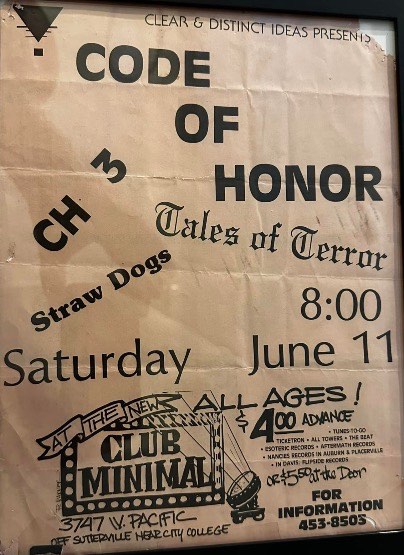 CLEAR & DISTINCT IDEAS PRESENTS
CODE
OF
HONOR
CH 3
Tales of Terror
Straw Dogs
8:00
Saturday June 11
ALL AGES!
$4.00 ADVANCE
AT THE NEW
CLUB
MINIMAL
• TUNES-TO-GO
TICKETRON • ALL TOWERS • THE BEAT
• ESOTERIC RECORDS • AFTERMATH RECORDS
• NANCIES RECORDS IN AUBURN & PLACERVILLE
• IN DAVIS: FLIPSIDE RECORDS
OR $5.50 at the Door
3747 W. PACIFIC
OFF SUTTERVILLE NEAR CITY COLLEGE
FOR
INFORMATION
453-8505